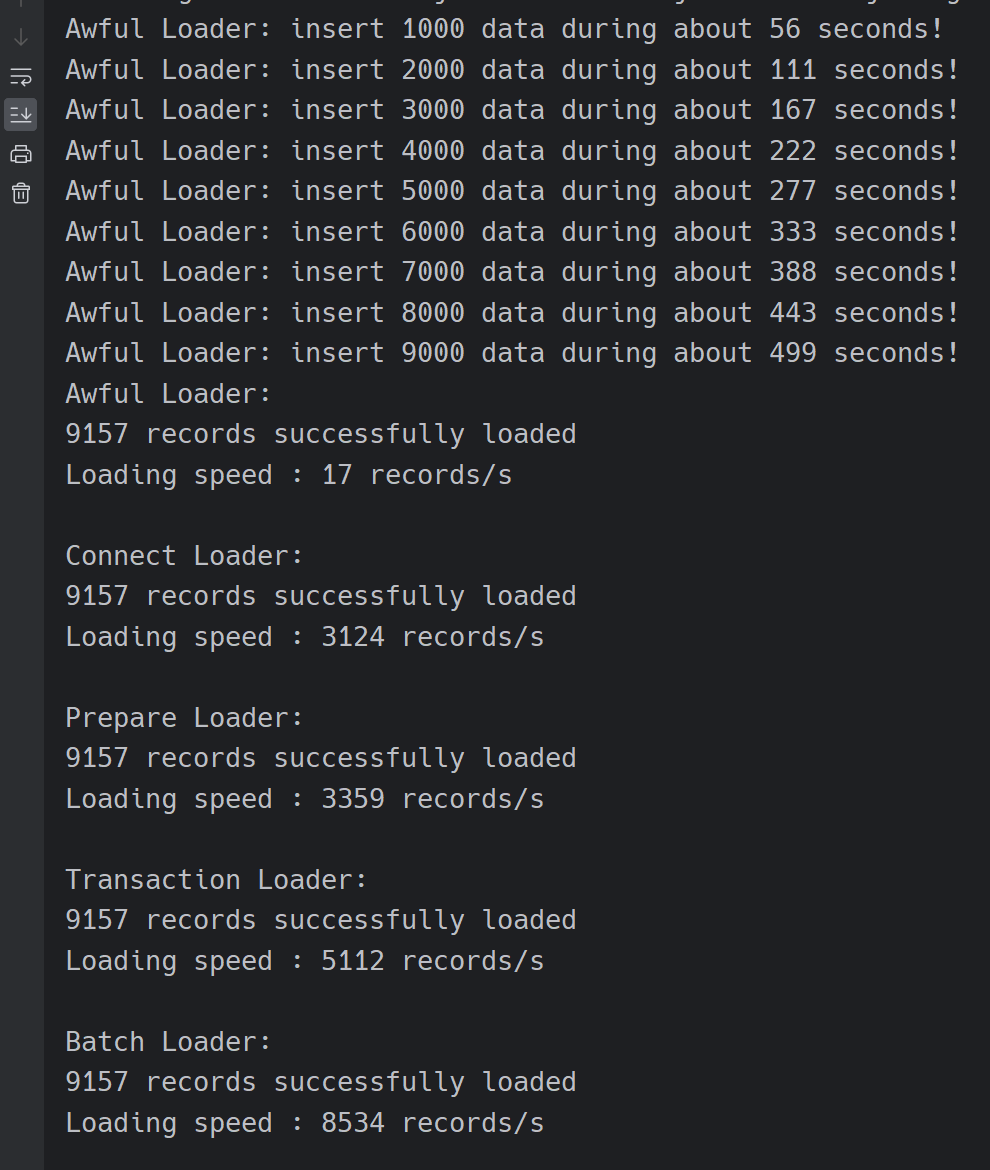 Awful Loader: insert 1000 data during about 56 seconds!
Awful Loader: insert 2000 data during about 111 seconds!
Awful Loader: insert 3000 data during about 167 seconds!
Awful Loader: insert 4000 data during about 222 seconds!
Awful Loader: insert 5000 data during about 277 seconds!
Awful Loader: insert 6000 data during about 333 seconds!
Awful Loader: insert 7000 data during about 388 seconds!
Awful Loader: insert 8000 data during about 443 seconds!
Awful Loader: insert 9000 data during about 499 seconds!
Awful Loader:
9157 records successfully loaded
Loading speed : 17 records/s
Connect Loader:
9157 records successfully loaded
Loading speed : 3124 records/s
Prepare Loader:
9157 records successfully loaded
Loading speed : 3359 records/s
Transaction Loader:
9157 records successfully loaded
Loading speed : 5112 records/s
Batch Loader:
9157 records successfully loaded
Loading speed : 8534 records/s